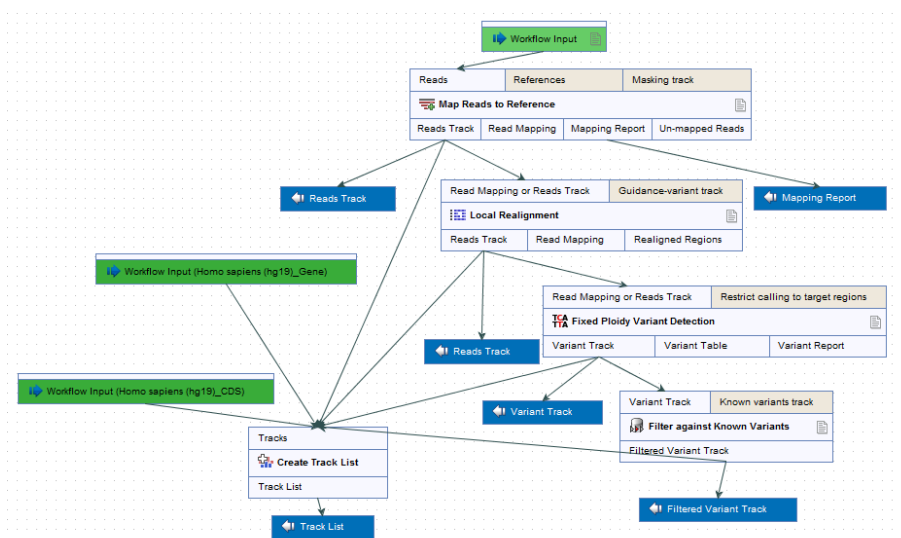 Workflow Input
Reads References Masking track
Map Reads to Reference
Reads Track Read Mapping Mapping Report Un-mapped Reads
Reads Track
Mapping Report
Read Mapping or Reads Track Guidance-variant track
Local Realignment
Reads Track Read Mapping Realigned Regions
Workflow Input (Homo sapiens (hg19)_Gene)
Read Mapping or Reads Track Restrict calling to target regions
TCA
TTA Fixed Ploidy Variant Detection
Variant Track Variant Table Variant Report
Reads Track
Workflow Input (Homo sapiens (hg19)_CDS)
Variant Track
Variant Track Known variants track
Filter against Known Variants
Filtered Variant Track
Tracks
Create Track List
Track List
Filtered Variant Track
Track List